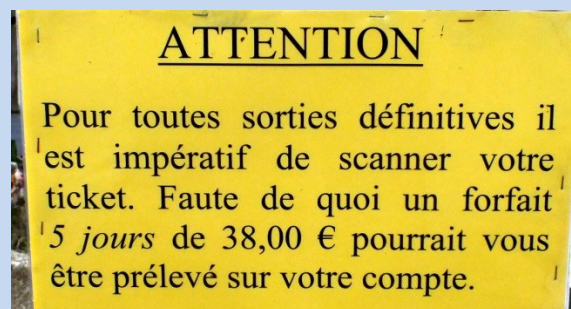 ATTENTION
Pour toutes sorties définitives il
est impératif de scanner votre
ticket. Faute de quoi un forfait
5 jours de 38,00 € pourrait vous
être prélevé sur votre compte.